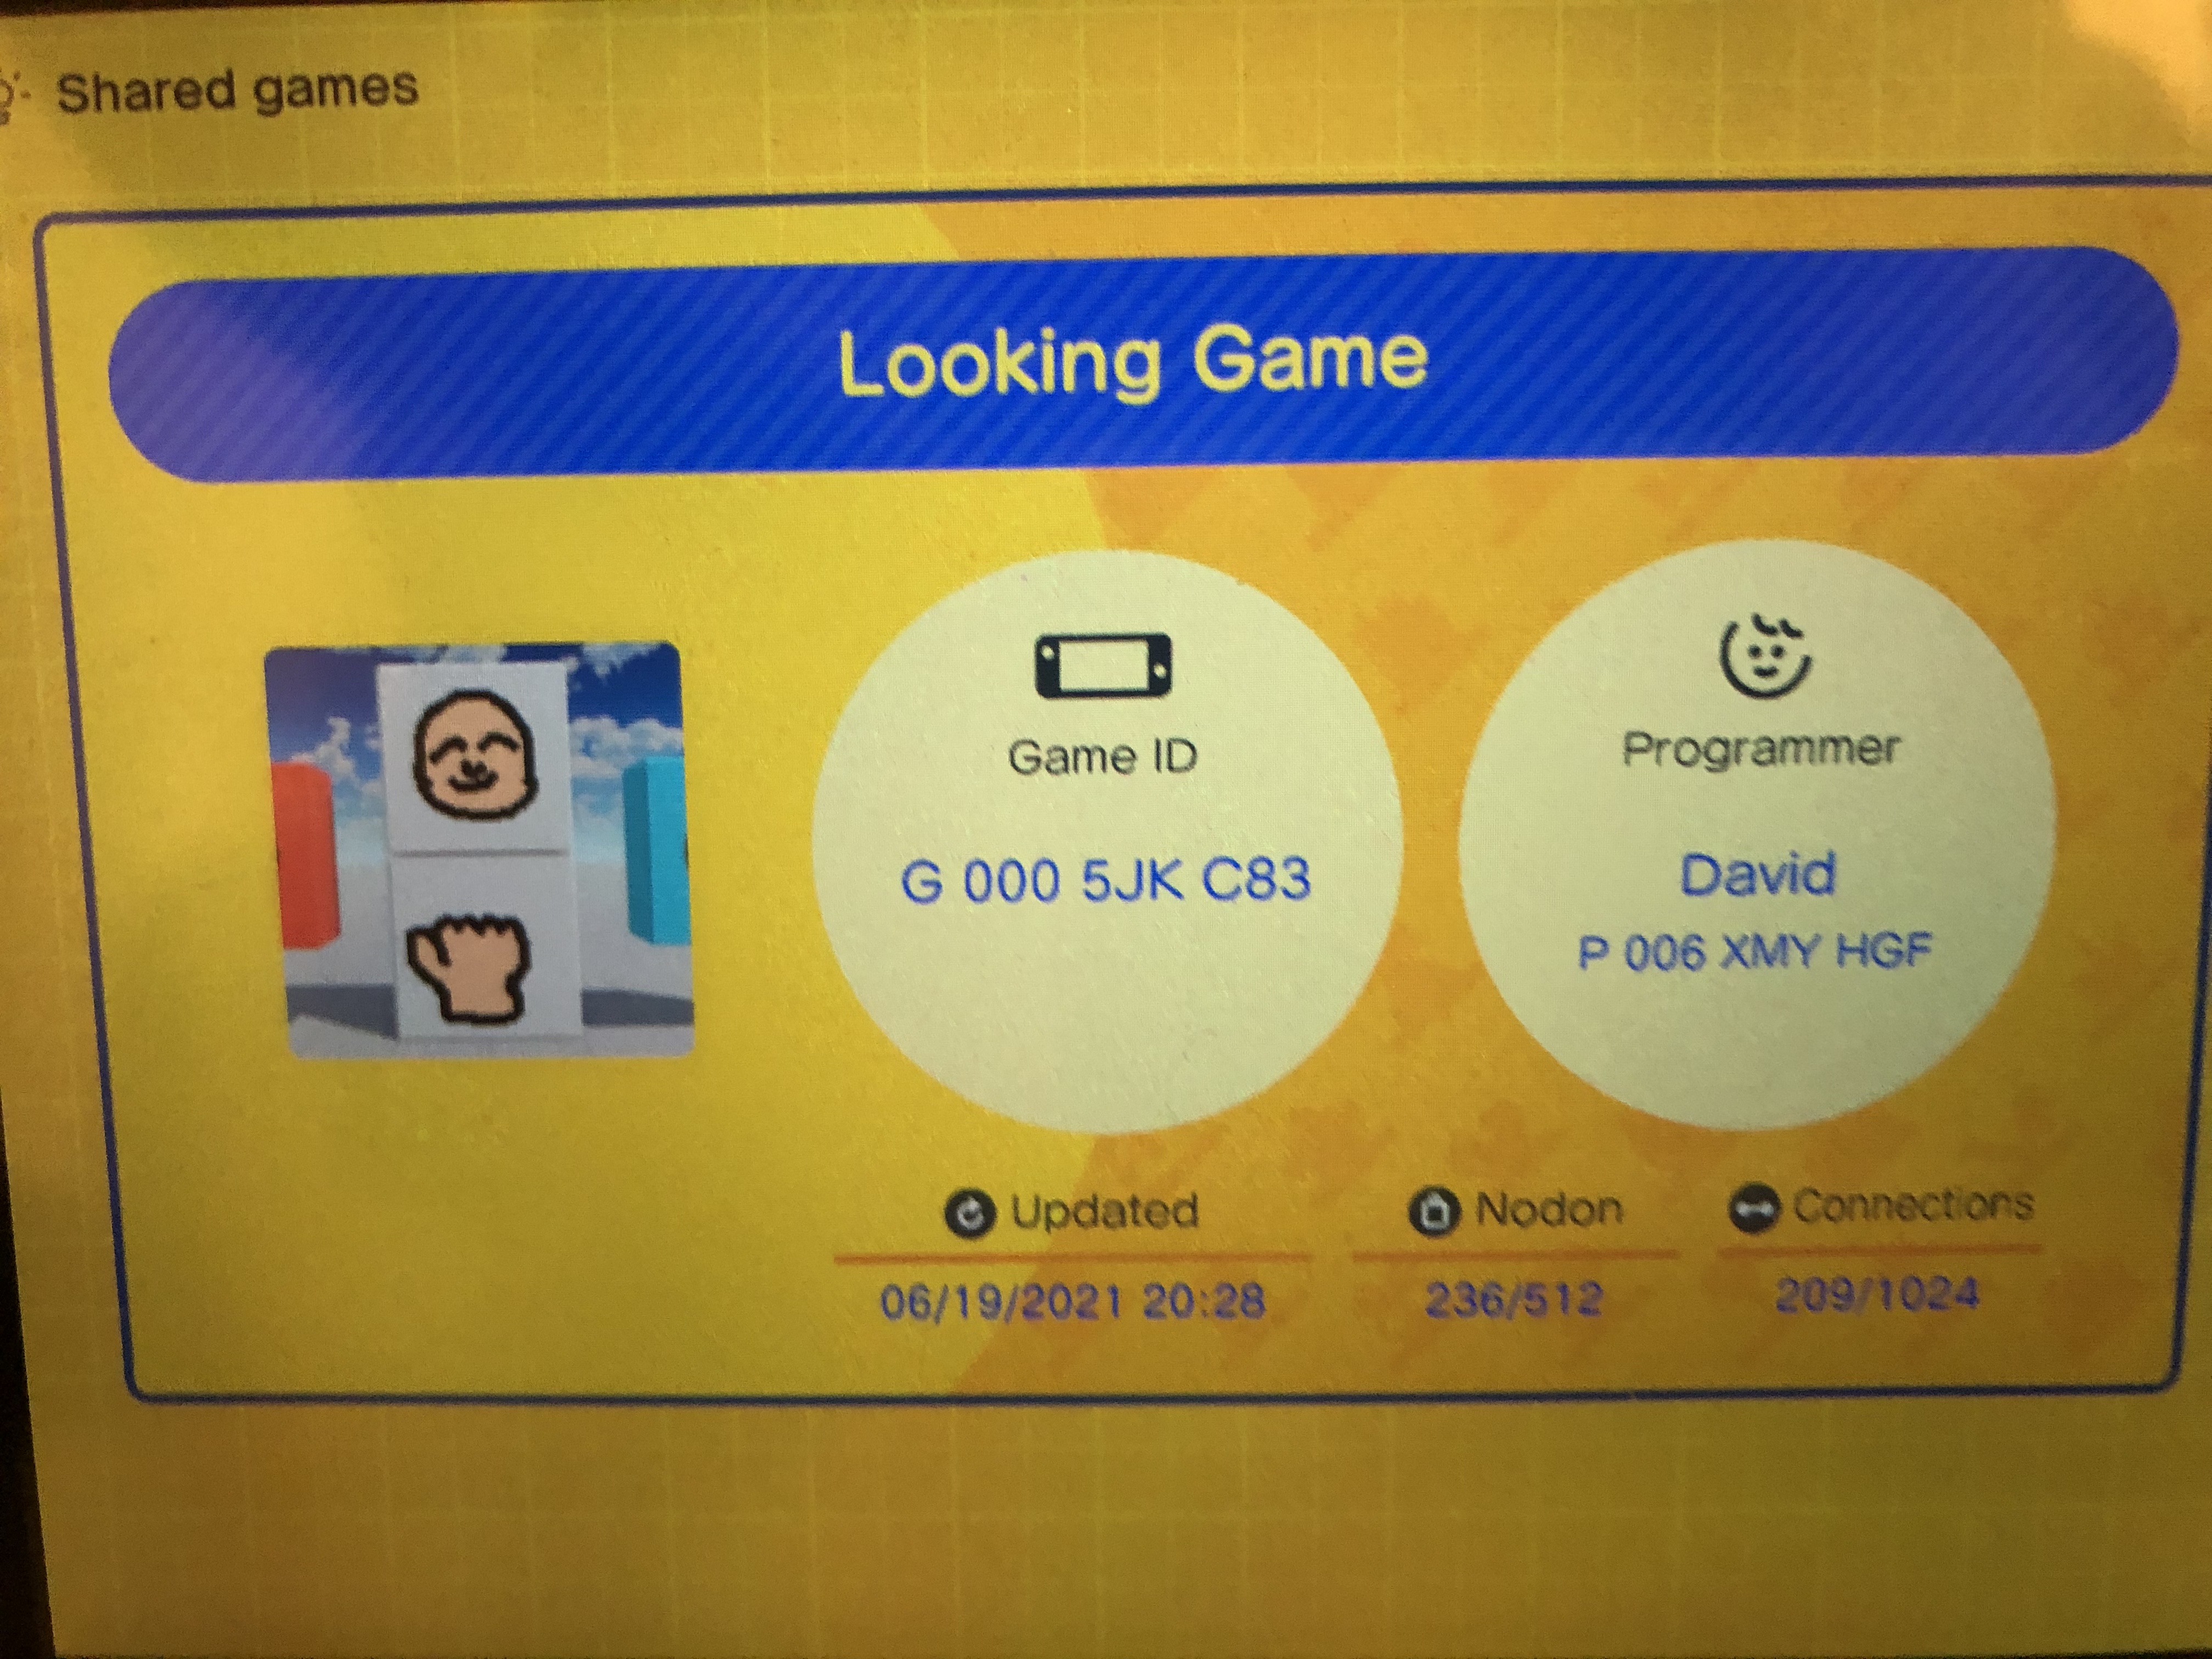 Shared games
Looking Game
Game ID
G 000 5JK C83
Programmer
David
P 006 XMY HGF
Updated
06/19/2021 20:28
Nodon
236/512
Connections
209/1024